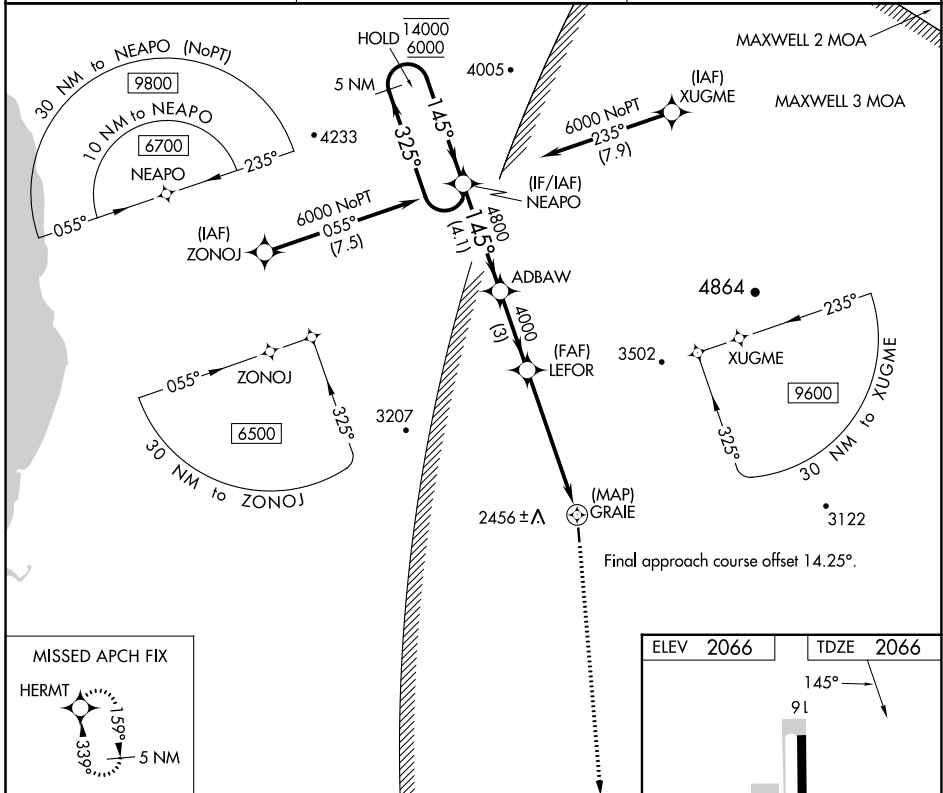 30 NM to NEAPO (NoPT)
9800
10 NM to NEAPO
6700
NEAPO
055°
235°
4233
HOLD
14000
6000
5 NM
4005
145°
325°
MAXWELL 2 MOA
MAXWELL 3 MOA
(IAF)
XUGME
6000 NoPT
235°
(7.9)
(IF/IAF)
NEAPO
6000 NoPT
055°
(7.5)
(IAF)
ZONOJ
4800
145°
(4.1)
ADBAW
4000
(3)
(FAF)
LEFOR
4864
3502
235°
XUGME
9600
325°
30 NM to XUGME
055°
ZONOJ
6500
325°
30 NM to ZONOJ
3207
2456 ±
(MAP)
GRAIE
3122
Final approach course offset 14.25°.
MISSED APCH FIX
HERMT
159°
339°
5 NM
ELEV 2066
TDZE 2066
145°
16